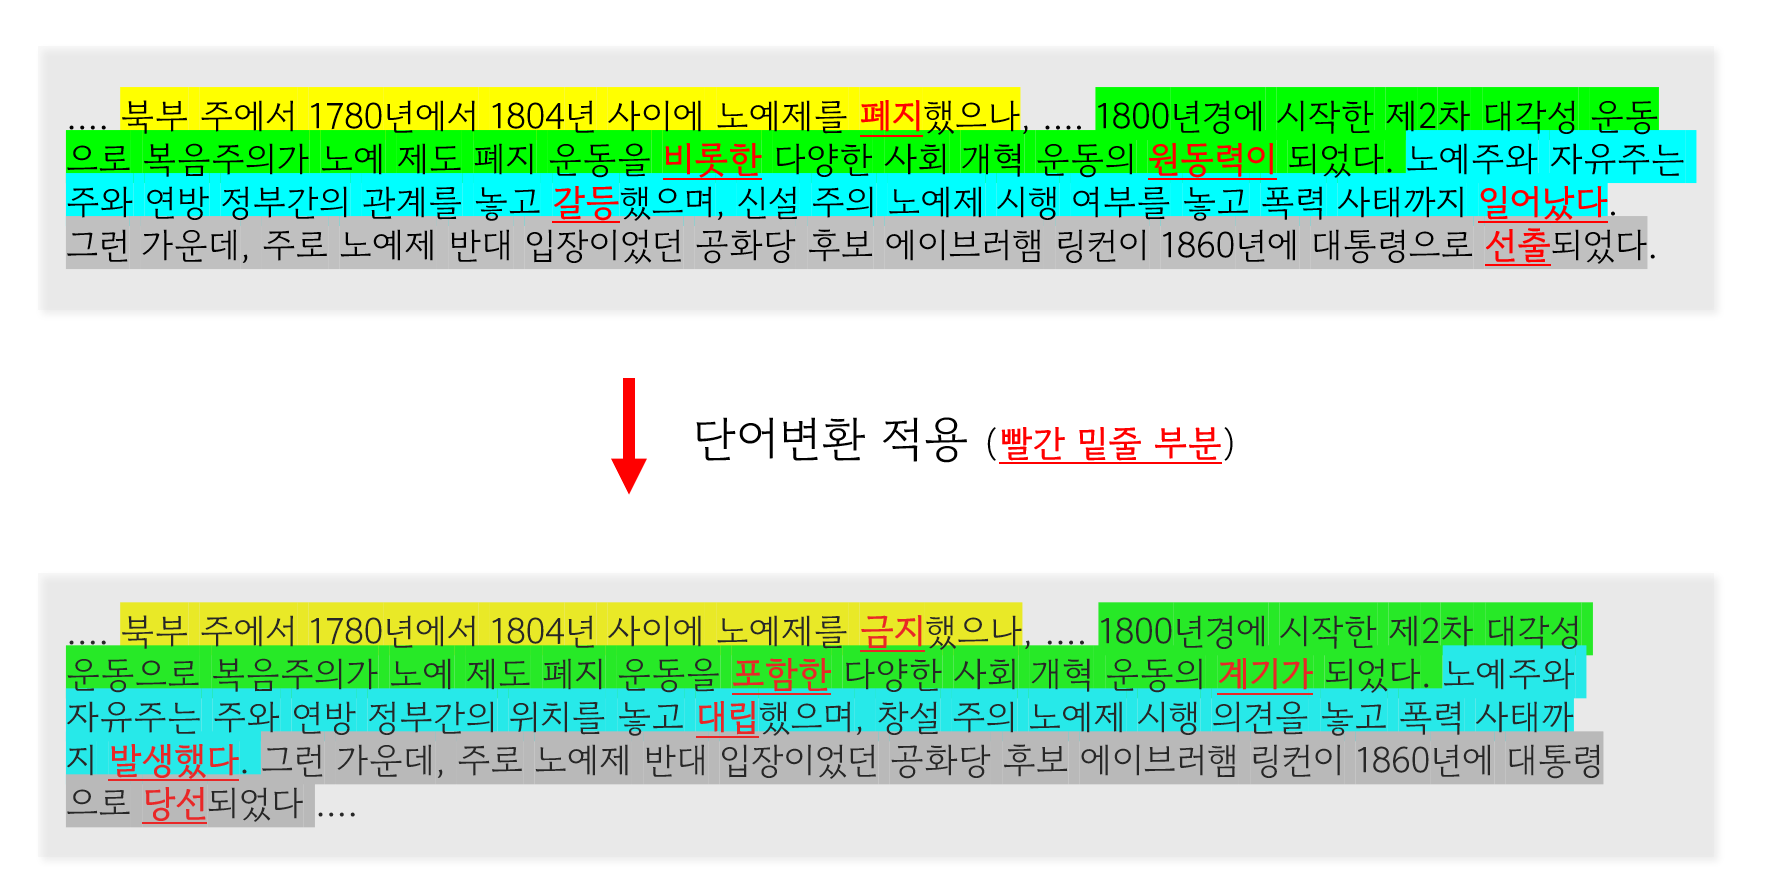 .... 북부 주에서 1780년에서 1804년 사이에 노예제를 폐지했으나, .... 1800년경에 시작한 제2차 대각성 운동
으로 복음주의가 노예 제도 폐지 운동을 비롯한 다양한 사회 개혁 운동의 원동력이 되었다. 노예주와 자유주는
주와 연방 정부간의 관계를 놓고 갈등했으며, 신설 주의 노예제 시행 여부를 놓고 폭력 사태까지 일어났다.
그런 가운데, 주로 노예제 반대 입장이었던 공화당 후보 에이브러햄 링컨이 1860년에 대통령으로 선출되었다.
단어변환 적용 (빨간 밑줄 부분)
.... 북부 주에서 1780년에서 1804년 사이에 노예제를 금지했으나, .... 1800년경에 시작한 제2차 대각성
운동으로 복음주의가 노예 제도 폐지 운동을 포함한 다양한 사회 개혁 운동의 계기가 되었다. 노예주와
자유주는 주와 연방 정부간의 위치를 놓고 대립했으며, 창설 주의 노예제 시행 의견을 놓고 폭력 사태까
지 발생했다. 그런 가운데, 주로 노예제 반대 입장이었던 공화당 후보 에이브러햄 링컨이 1860년에 대통령
으로 당선되었다 ....